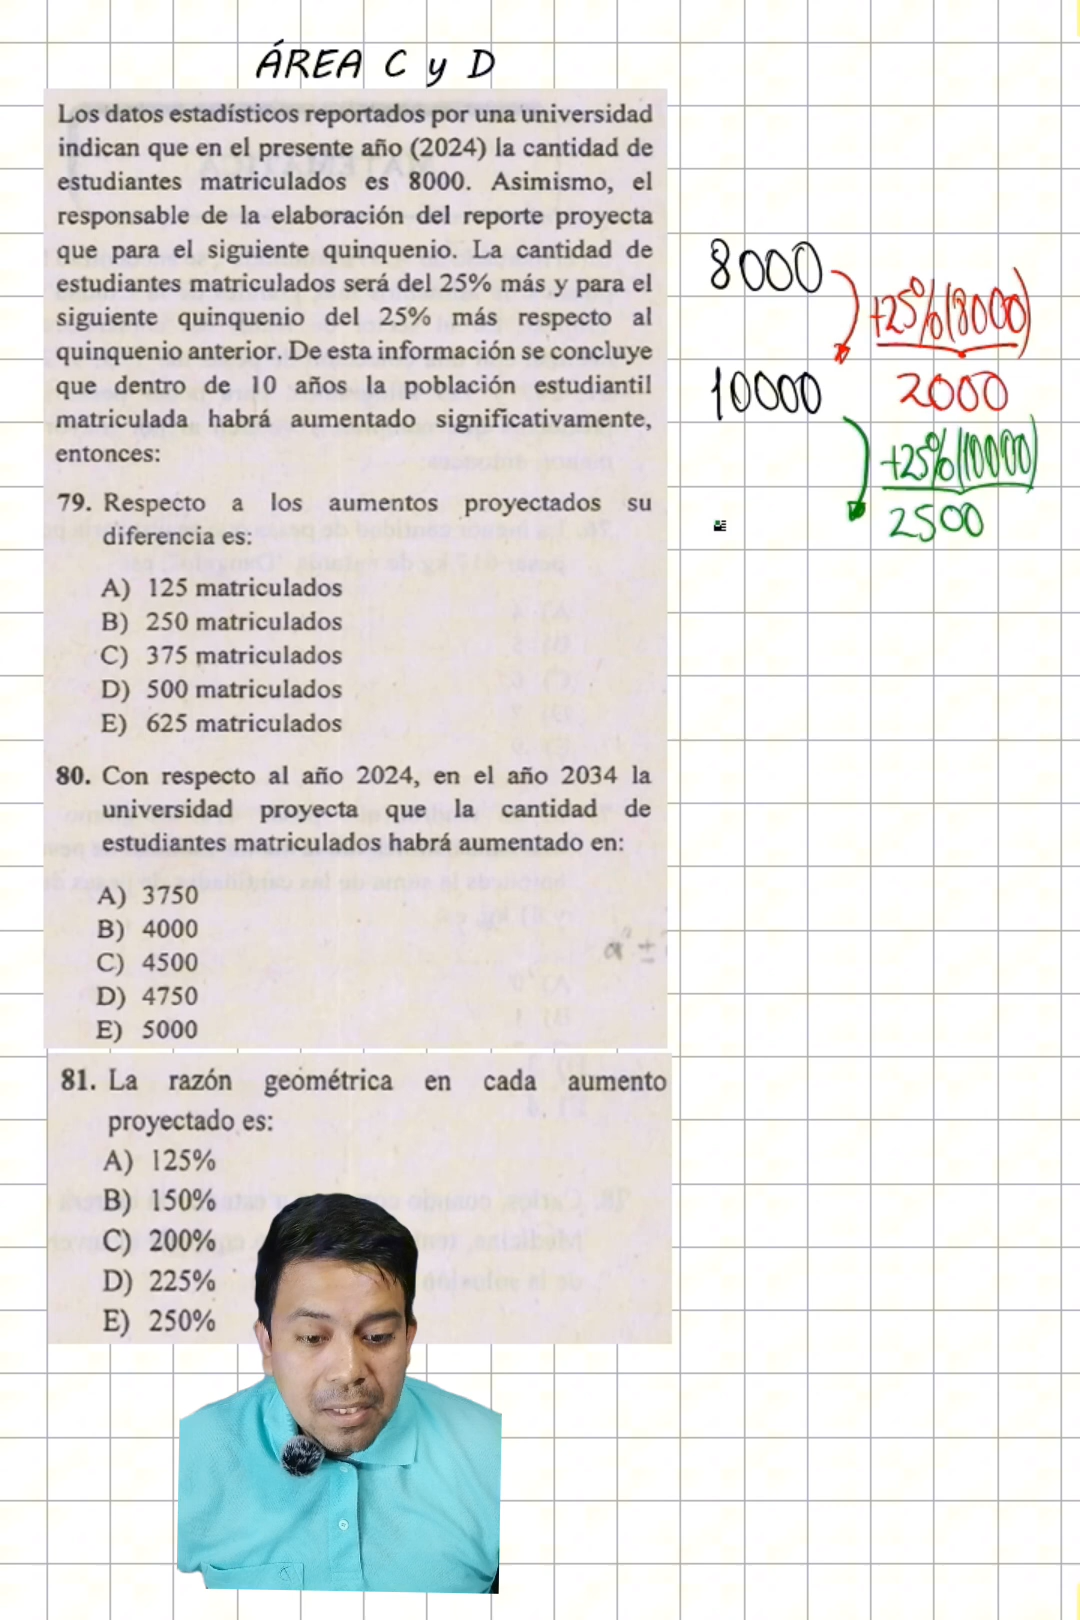 ÁREA C y D
Los datos estadísticos reportados por una universidad
indican que en el presente año (2024) la cantidad de
estudiantes matriculados es 8000. Asimismo, el
responsable de la elaboración del reporte proyecta
que para el siguiente quinquenio. La cantidad de
estudiantes matriculados será del 25% más y para el
siguiente quinquenio del 25% más respecto al
quinquenio anterior. De esta información se concluye
que dentro de 10 años la población estudiantil
matriculada habrá aumentado significativamente,
entonces:
79. Respecto a los aumentos proyectados su
diferencia es:
A) 125 matriculados
B) 250 matriculados
C) 375 matriculados
D) 500 matriculados
E) 625 matriculados
80. Con respecto al año 2024, en el año 2034 la
universidad proyecta que la cantidad de
estudiantes matriculados habrá aumentado en:
A) 3750
B) 4000
C) 4500
D) 4750
E) 5000
81. La razón geométrica en cada aumento
proyectado es:
A) 125%
B) 150%
C) 200%
D) 225%
E) 250%
8000
+25%(8000)
2000
10000
+25%(10000)
2500